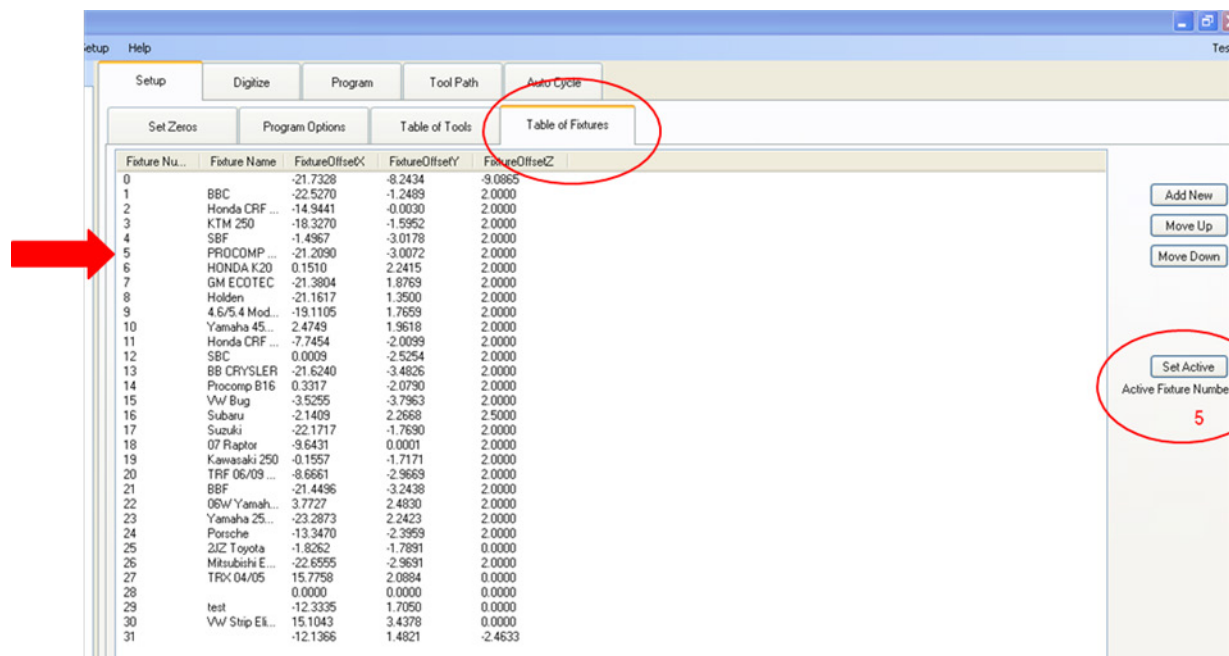 Setup Help Tes
Setup Digitize Program Tool Path Auto Cycle
Set Zeros Program Options Table of Tools Table of Fixtures
Fixture Nu... Fixture Name FixtureOffsetX FixtureOffsetY FixtureOffsetZ
0 -21.7328 -8.2434 -9.0865
1 BBC -22.5270 -1.2489 2.0000
2 Honda CRF ... -14.9441 -0.0030 2.0000
3 KTM 250 -18.3270 -1.5952 2.0000
4 SBF -1.4967 -3.0178 2.0000
5 PROCOMP ... -21.2090 -3.0072 2.0000
6 HONDA K20 0.1510 2.2415 2.0000
7 GM ECOTEC -21.3804 1.8769 2.0000
8 Holden -21.1617 1.3500 2.0000
9 4.6/5.4 Mod... -19.1105 1.7659 2.0000
10 Yamaha 45... 2.4749 1.9618 2.0000
11 Honda CRF ... -7.7454 -2.0099 2.0000
12 SBC 0.0009 -2.5254 2.0000
13 BB CRYSLER -21.6240 -3.4826 2.0000
14 Procomp B16 0.3317 -2.0790 2.0000
15 VW Bug -3.5255 -3.7963 2.0000
16 Subaru -2.1409 2.2668 2.5000
17 Suzuki -22.1717 -1.7690 2.0000
18 07 Raptor -9.6431 0.0001 2.0000
19 Kawasaki 250 -0.1557 -1.7171 2.0000
20 TRF 06/09 ... -8.6661 -2.9669 2.0000
21 BBF -21.4496 -3.2438 2.0000
22 06W Yamah... 3.7727 2.4830 2.0000
23 Yamaha 25... -23.2873 2.2423 2.0000
24 Porsche -13.3470 -2.3959 2.0000
25 2JZ Toyota -1.8262 -1.7891 0.0000
26 Mitsubishi E... -22.6555 -2.9691 2.0000
27 TRX 04/05 15.7758 2.0884 0.0000
28 0.0000 0.0000 0.0000
29 test -12.3335 1.7050 0.0000
30 VW Strip Eli... 15.1043 3.4378 0.0000
31 -12.1366 1.4821 -2.4633
Add New
Move Up
Move Down
Set Active
Active Fixture Numbe
5